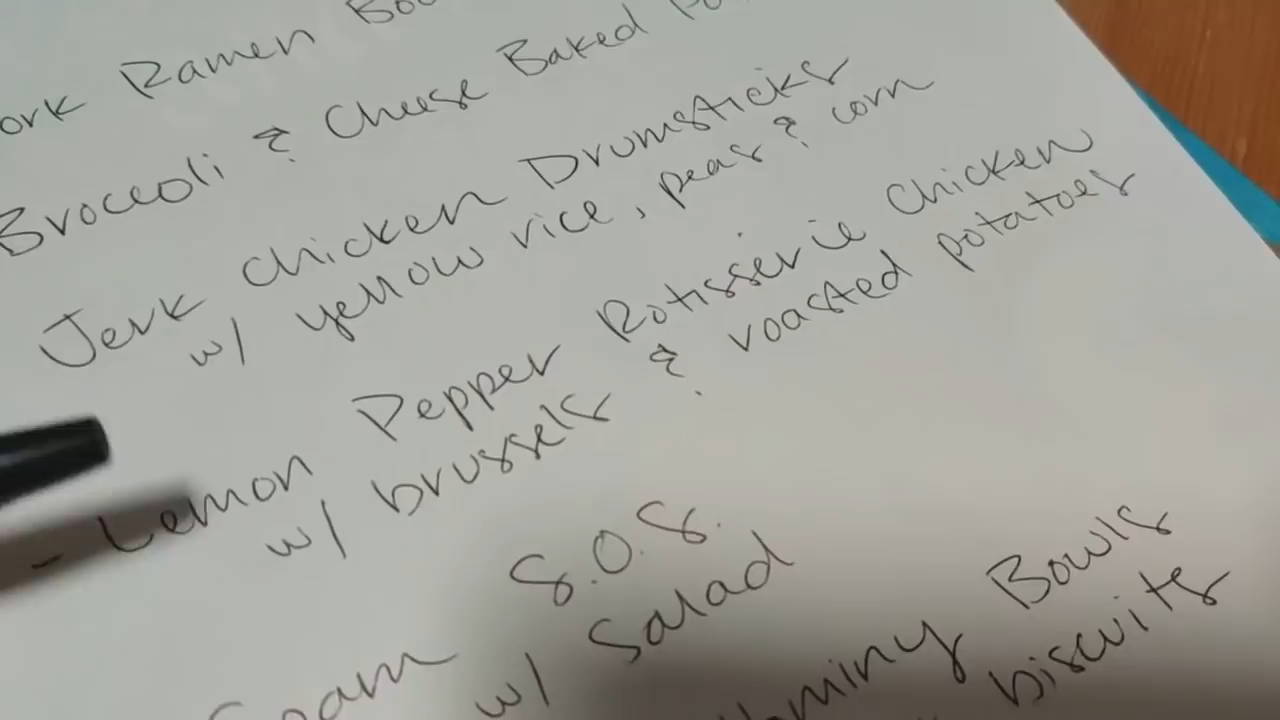 Ramen
Broccoli & Cheese Baked
Jerk Chicken Drumsticks
w/ yellow rice, peas & corn
- Lemon Pepper Rotisserie Chicken
w/ brussels & roasted potatoes
Spam S.O.S.
w/ Salad
Bowls
biscuits